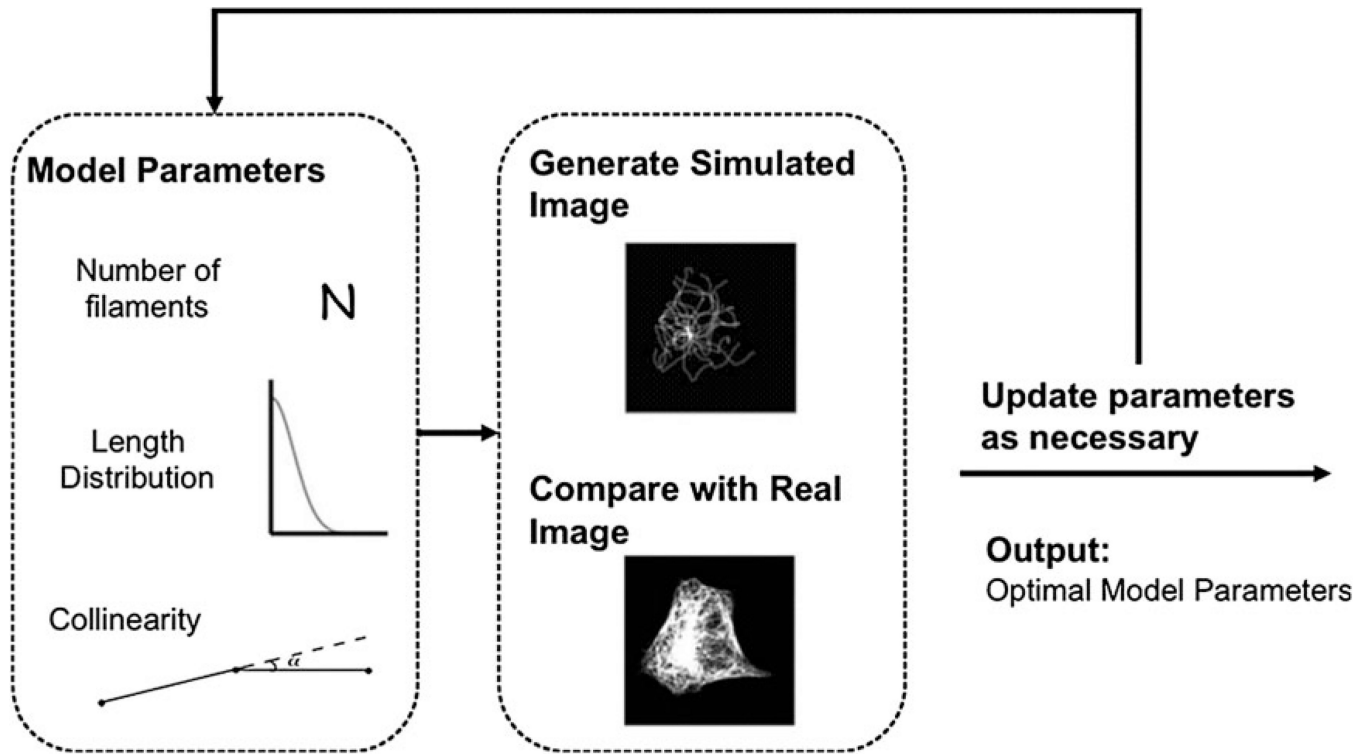 Model Parameters
Number of
filaments
N
Length
Distribution
Collinearity
α
Generate Simulated
Image
Compare with Real
Image
Update parameters
as necessary
Output:
Optimal Model Parameters